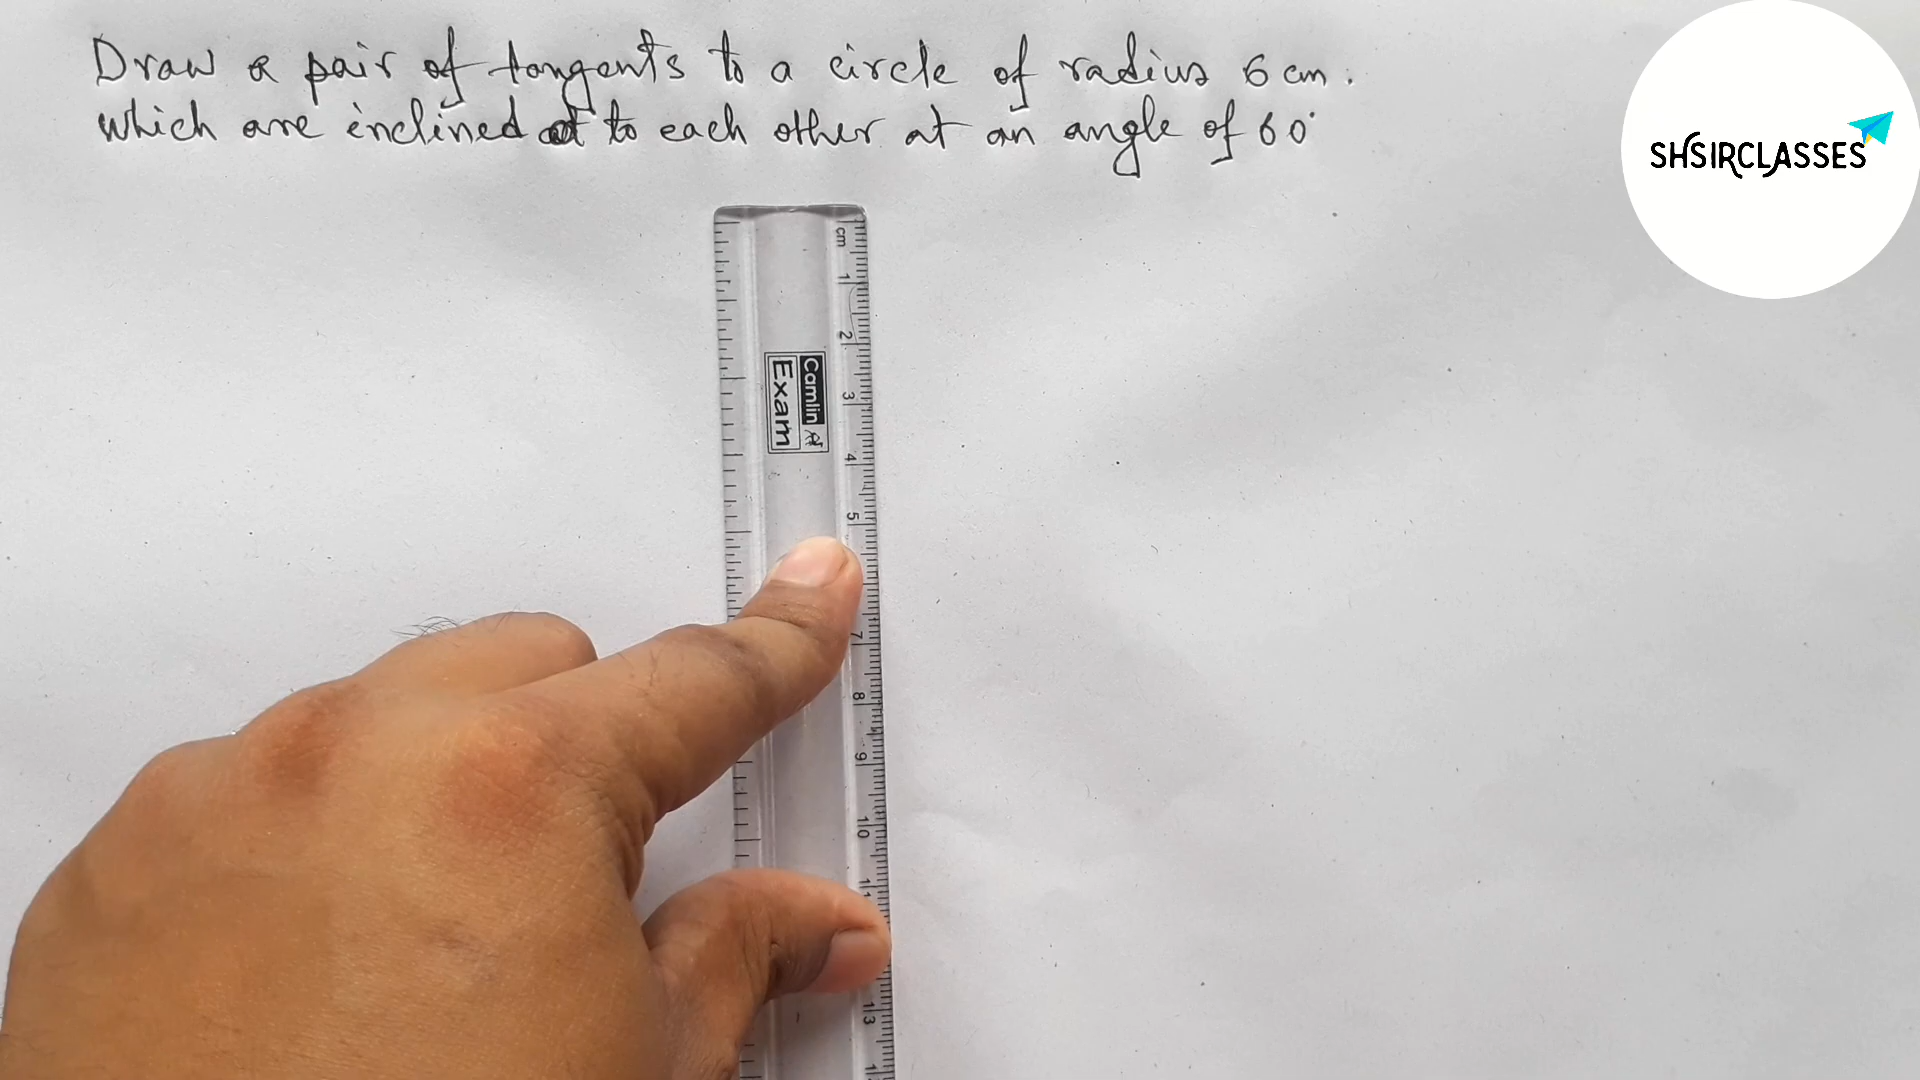 Draw a pair of tangents to a circle of radius 6 cm.
which are inclined to each other at an angle of 60°
SHSIRCLASSES
cm
1
2
3
4
5
7
8
9
10
11
13
Camlin
Exam